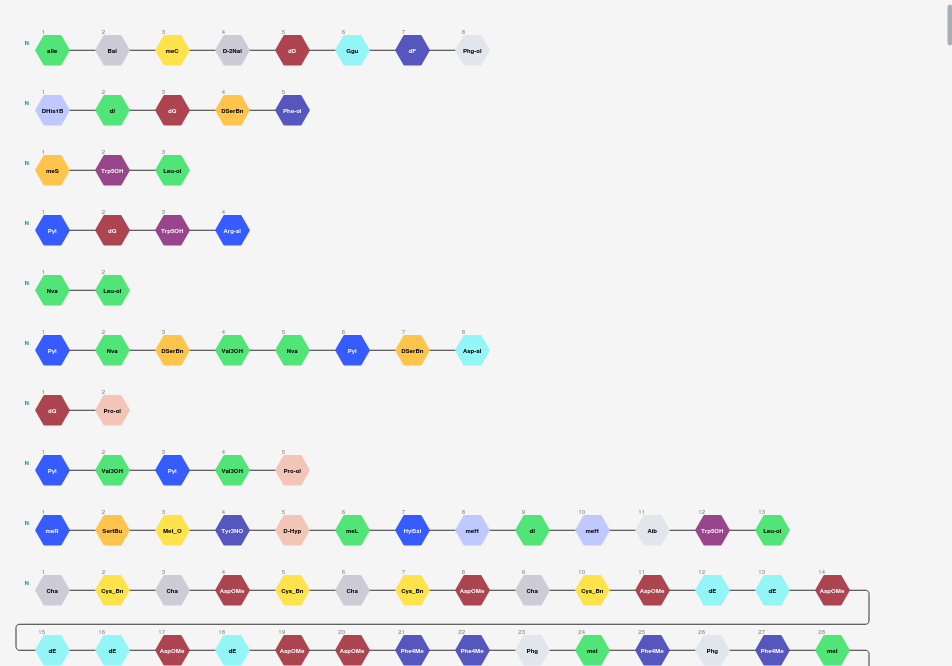 1 2 3 4 5 6 7 8
N aIle Bal meC D-2Nal dD Ggu dF Phg-ol
1 2 3 4 5
N DHis1B dI dQ DSerBn Phe-ol
1 2 3
N meS Trp5OH Leu-ol
1 2 3 4
N Pyl dQ Trp5OH Arg-al
1 2
N Nva Leu-ol
1 2 3 4 5 6 7 8
N Pyl Nva DSerBn Val3OH Nva Pyl DSerBn Asp-al
1 2
N dQ Pro-ol
1 2 3 4 5
N Pyl Val3OH Pyl Val3OH Pro-ol
1 2 3 4 5 6 7 8 9 10 11 12 13
N meR SertBu Met_O Tyr3NO D-Hyp meL Hyl5xl meH dI meH Aib Trp5OH Leu-ol
1 2 3 4 5 6 7 8 9 10 11 12 13 14
N Cha Cys_Bn Cha AspOMe Cys_Bn Cha Cys_Bn AspOMe Cha Cys_Bn AspOMe dE dE AspOMe
15 16 17 18 19 20 21 22 23 24 25 26 27 28
dE dE AspOMe dE AspOMe AspOMe Phe4Me AspOMe Phg meI Phe4Me Phg Phe4Me meI